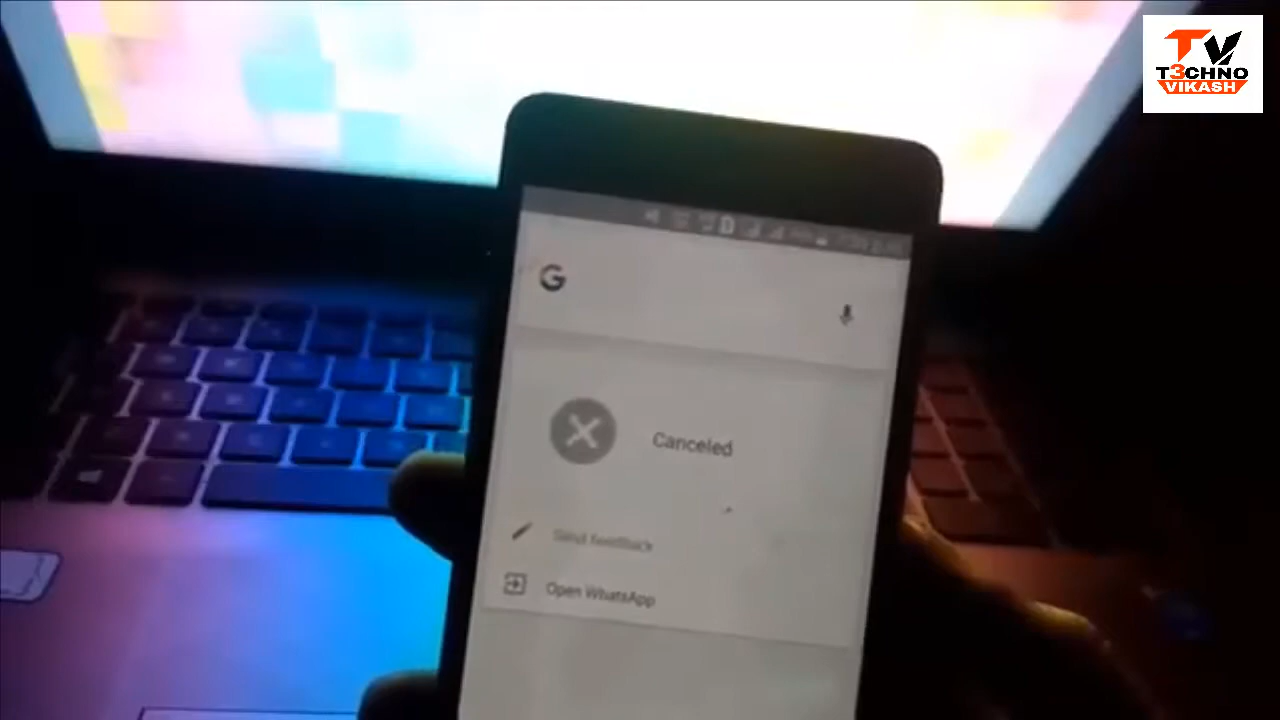 TV
T3CHNO
VIKASH
G
Canceled
Send feedback
Open WhatsApp